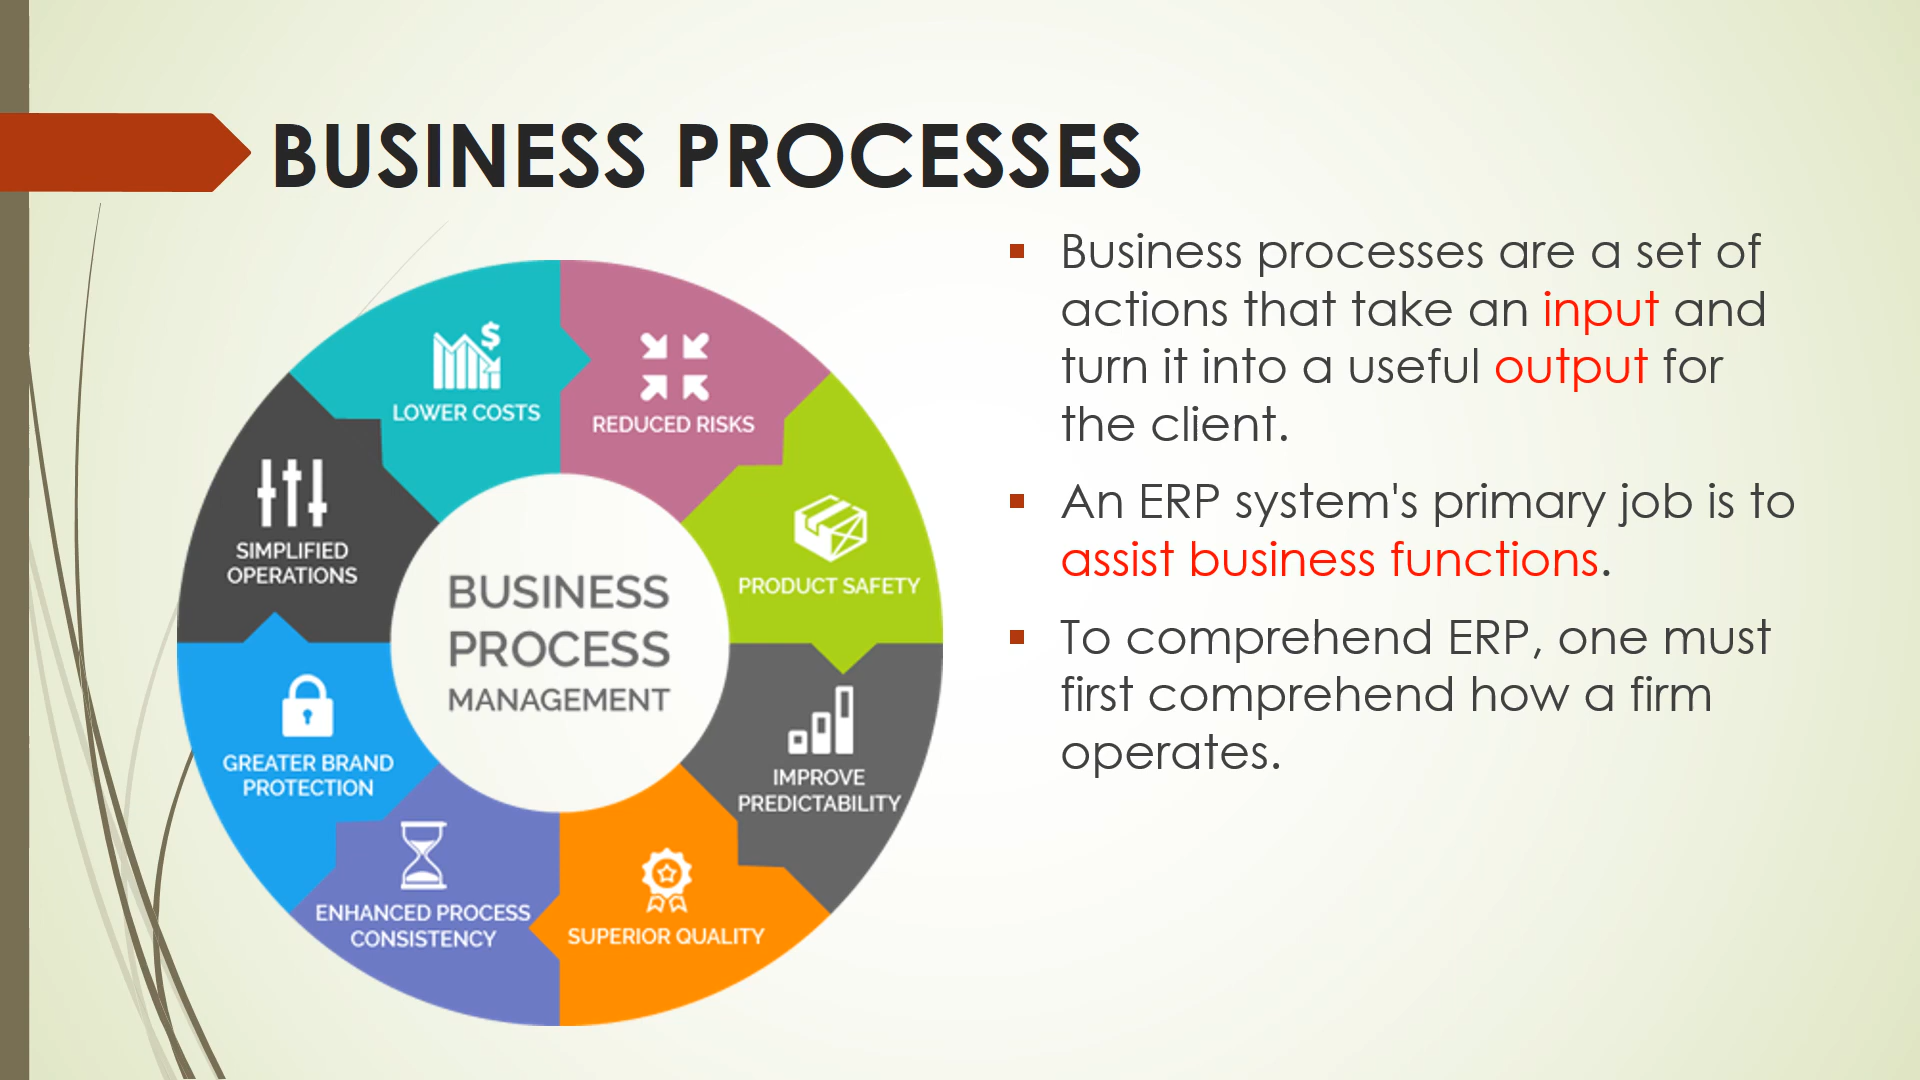 BUSINESS PROCESSES
LOWER COSTS
REDUCED RISKS
PRODUCT SAFETY
IMPROVE
PREDICTABILITY
SUPERIOR QUALITY
ENHANCED PROCESS
CONSISTENCY
GREATER BRAND
PROTECTION
SIMPLIFIED
OPERATIONS
BUSINESS
PROCESS
MANAGEMENT
Business processes are a set of
actions that take an input and
turn it into a useful output for
the client.
An ERP system's primary job is to
assist business functions.
To comprehend ERP, one must
first comprehend how a firm
operates.